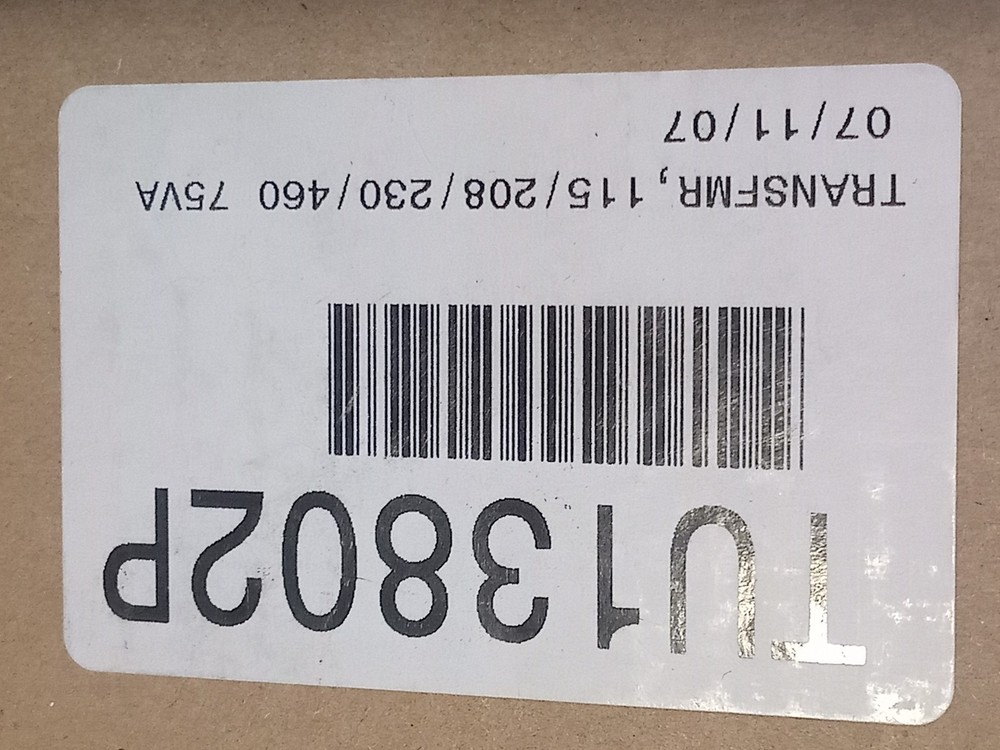 TU13802P
TRANSFMR, 115/208/230/460 75VA
07/11/07